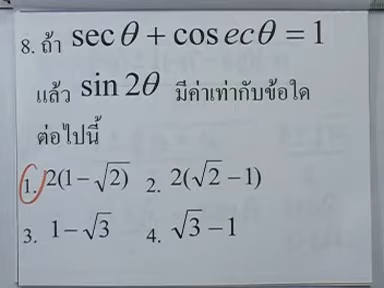 8. ถ้า sec θ + cosec θ = 1
แล้ว sin 2θ มีค่าเท่ากับข้อใด
ต่อไปนี้
1. 2(1 − √2) 2. 2(√2 − 1)
3. 1 − √3 4. √3 − 1